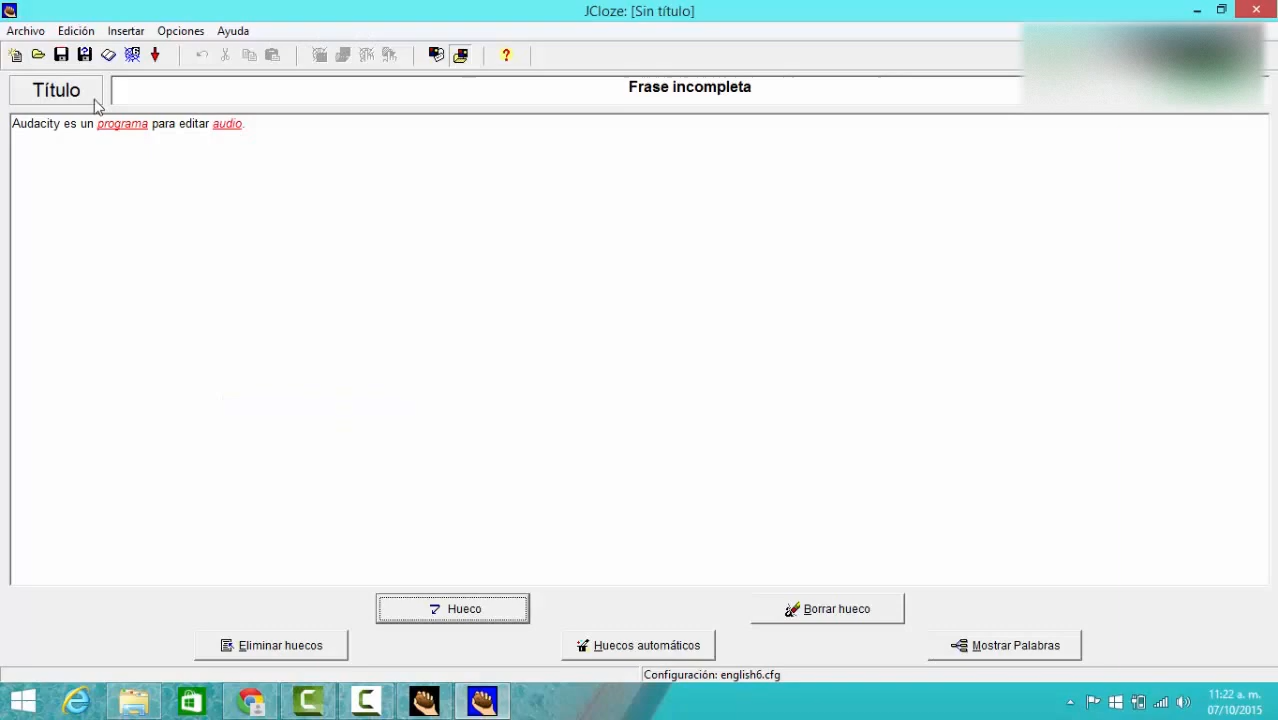 JCloze: [Sin título]
Archivo Edición Insertar Opciones Ayuda
Título
Frase incompleta
Audacity es un programa para editar audio.
Hueco
Borrar hueco
Eliminar huecos
Huecos automáticos
Mostrar Palabras
Configuración: english6.cfg
11:22 a. m.
07/10/2015